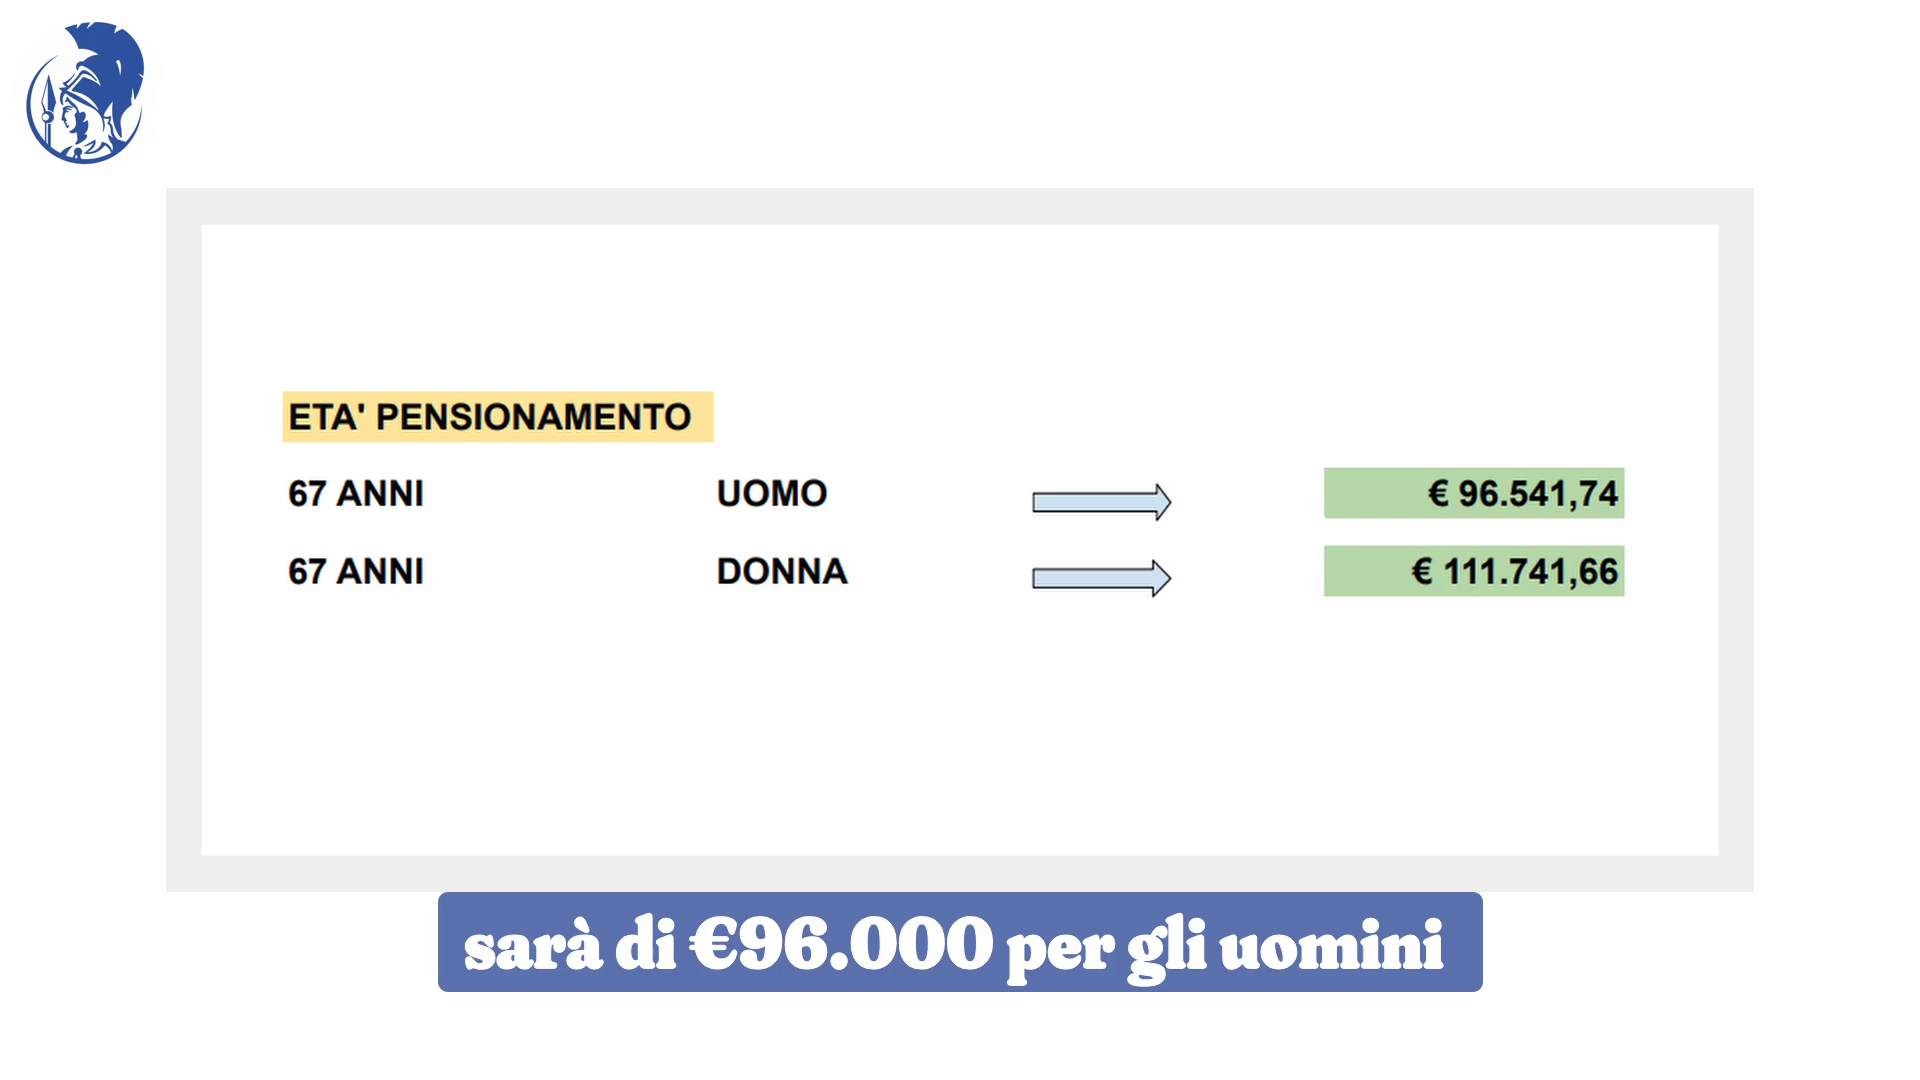 ETA' PENSIONAMENTO
67 ANNI UOMO € 96.541,74
67 ANNI DONNA € 111.741,66
sarà di €96.000 per gli uomini